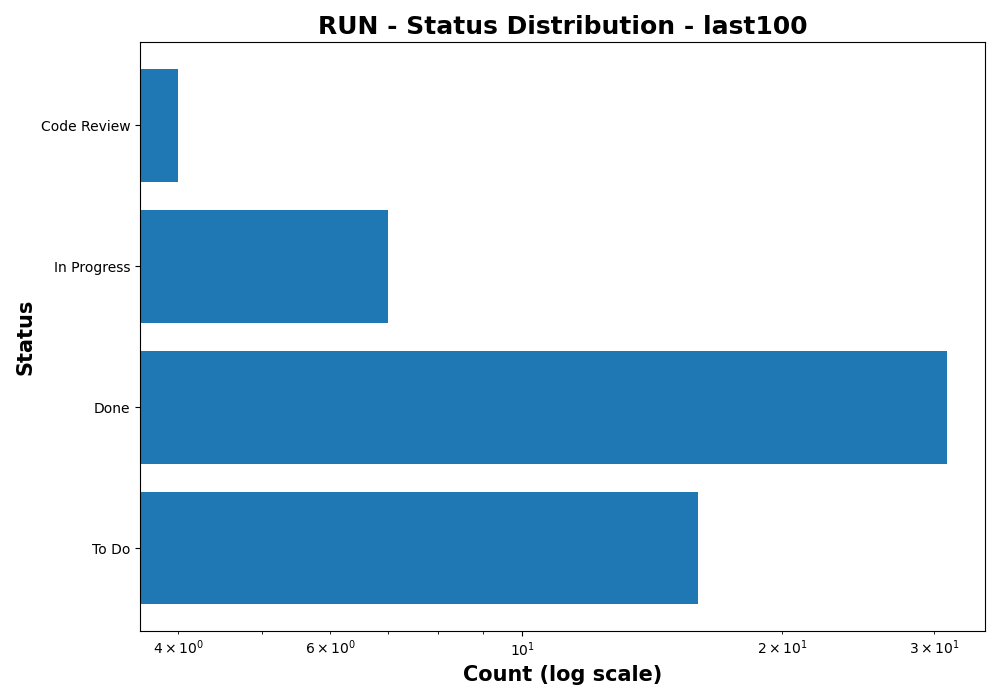 RUN - Status Distribution - last100
Status
Code Review
In Progress
Done
To Do
4 × 10⁰ 6 × 10⁰ 10¹ 2 × 10¹ 3 × 10¹
Count (log scale)